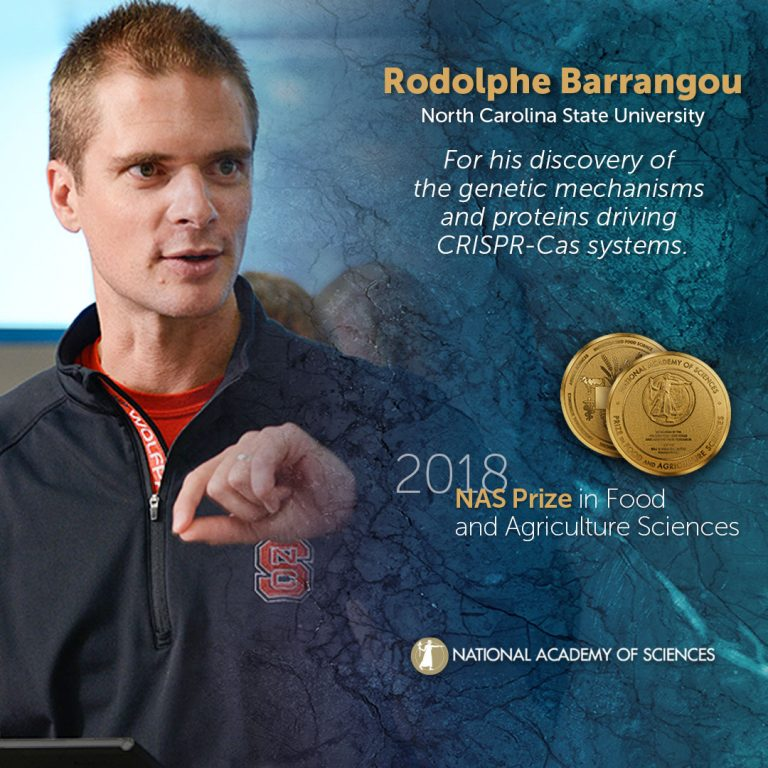 Rodolphe Barrangou
North Carolina State University
For his discovery of
the genetic mechanisms
and proteins driving
CRISPR-Cas systems.
NATIONAL ACADEMY OF SCIENCES
PRIZE IN FOOD AND AGRICULTURE SCIENCES
2018
NAS Prize in Food
and Agriculture Sciences
NATIONAL ACADEMY OF SCIENCES